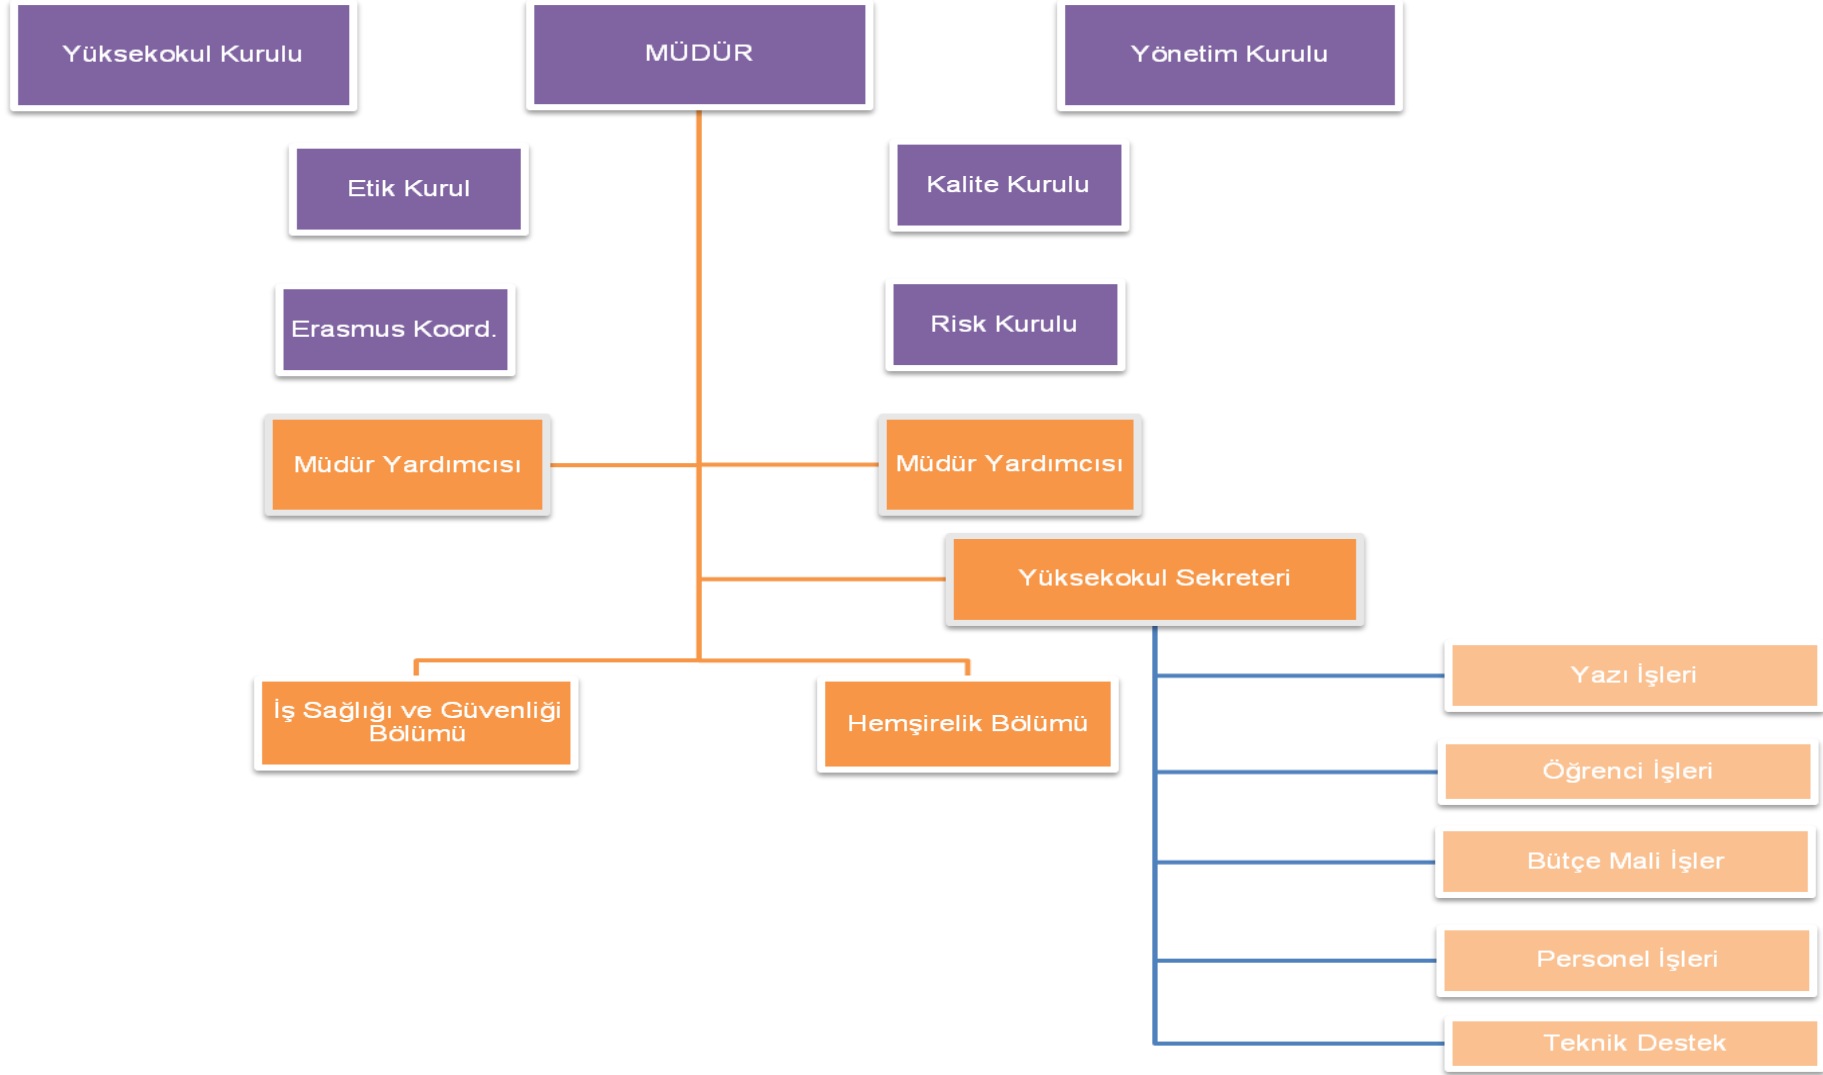 Yüksekokul Kurulu
MÜDÜR
Yönetim Kurulu
Etik Kurul
Kalite Kurulu
Erasmus Koord.
Risk Kurulu
Müdür Yardımcısı
Müdür Yardımcısı
Yüksekokul Sekreteri
İş Sağlığı ve Güvenliği
Bölümü
Hemşirelik Bölümü
Yazı İşleri
Öğrenci İşleri
Bütçe Mali İşler
Personel İşleri
Teknik Destek